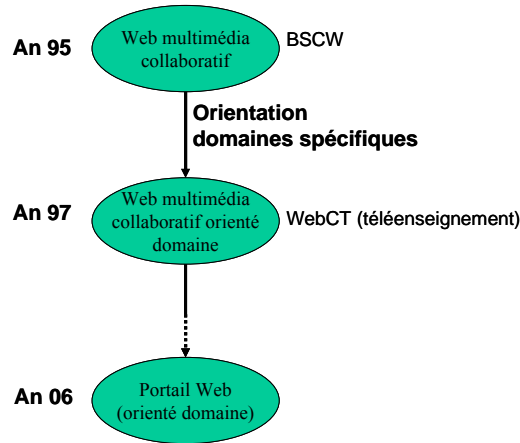 An 95
Web multimédia
collaboratif
BSCW
Orientation
domaines spécifiques
An 97
Web multimédia
collaboratif orienté
domaine
WebCT (téléenseignement)
An 06
Portail Web
(orienté domaine)